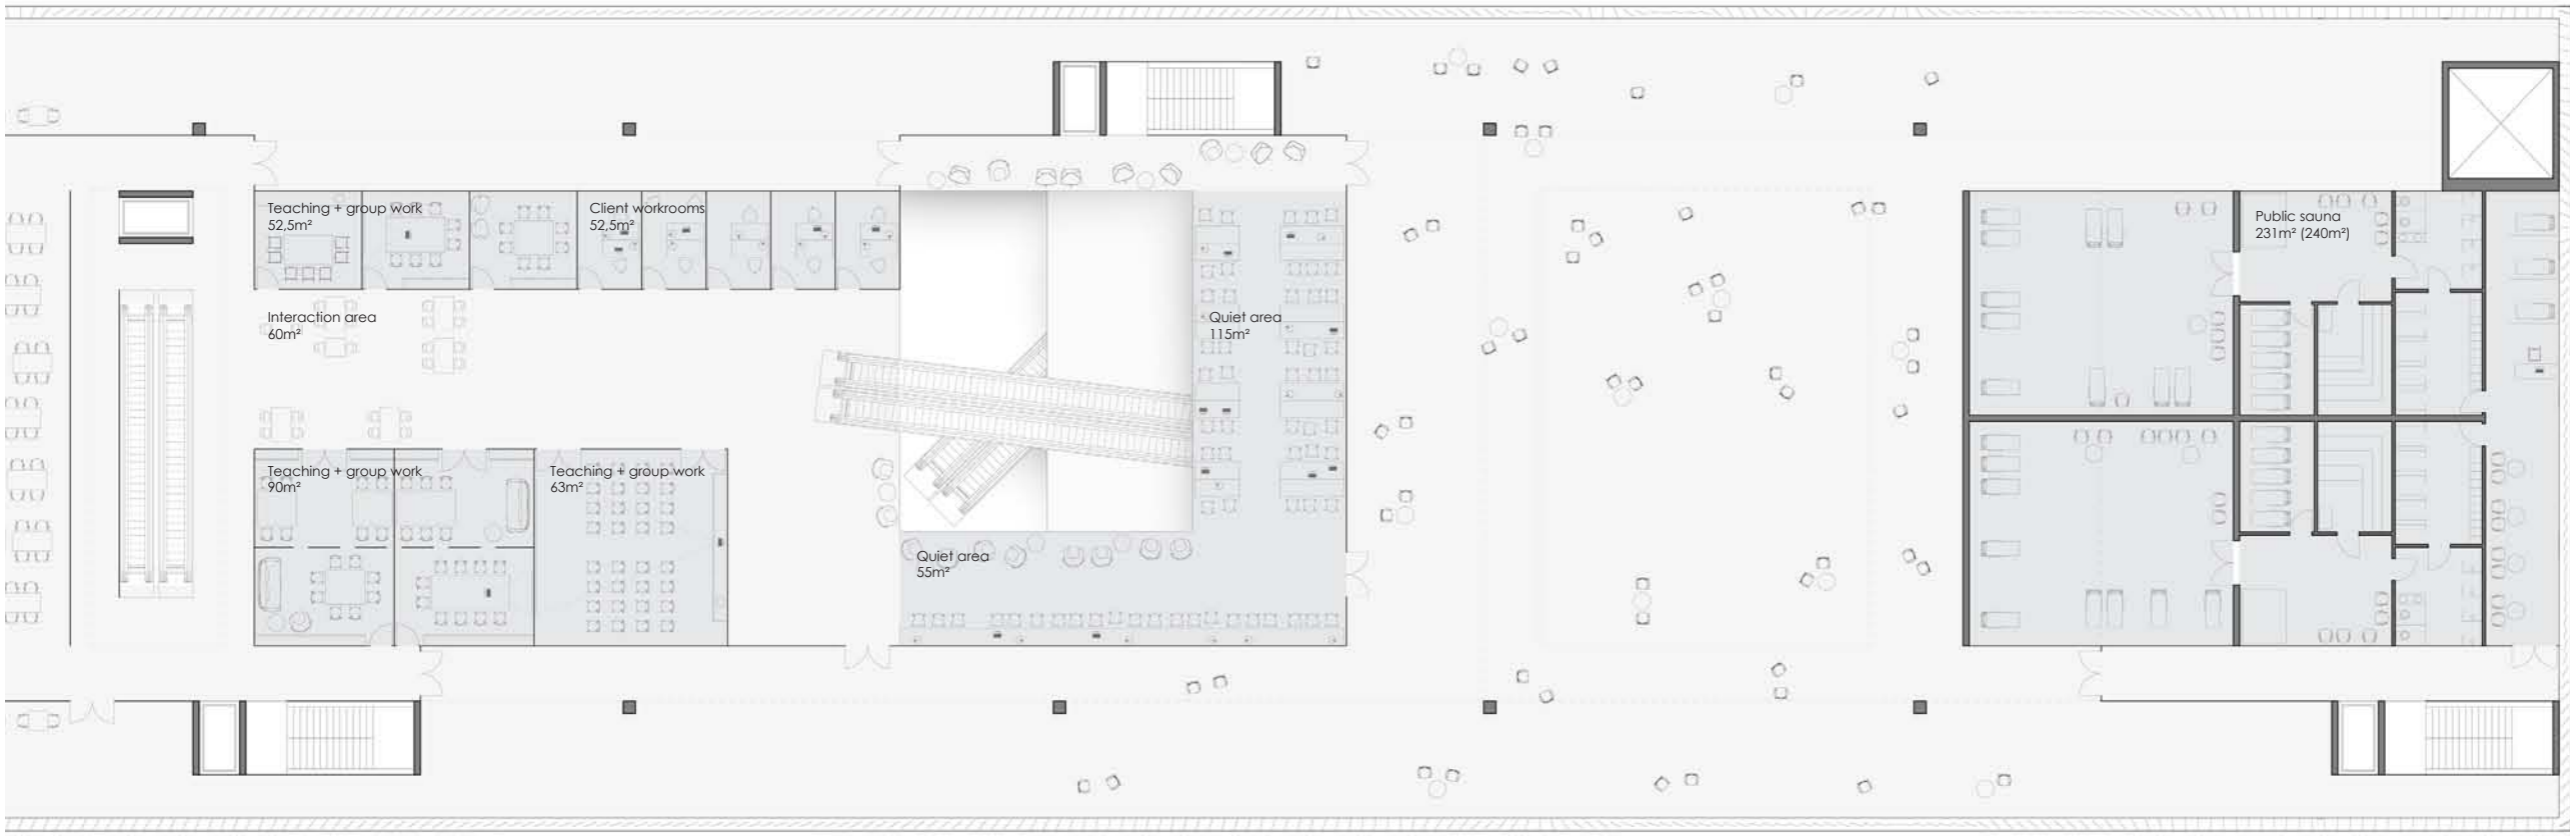 Teaching + group work
52,5m²
Client workrooms
52,5m²
Public sauna
231m² (240m²)
Interaction area
60m²
Quiet area
115m²
Teaching + group work
90m²
Teaching + group work
63m²
Quiet area
55m²